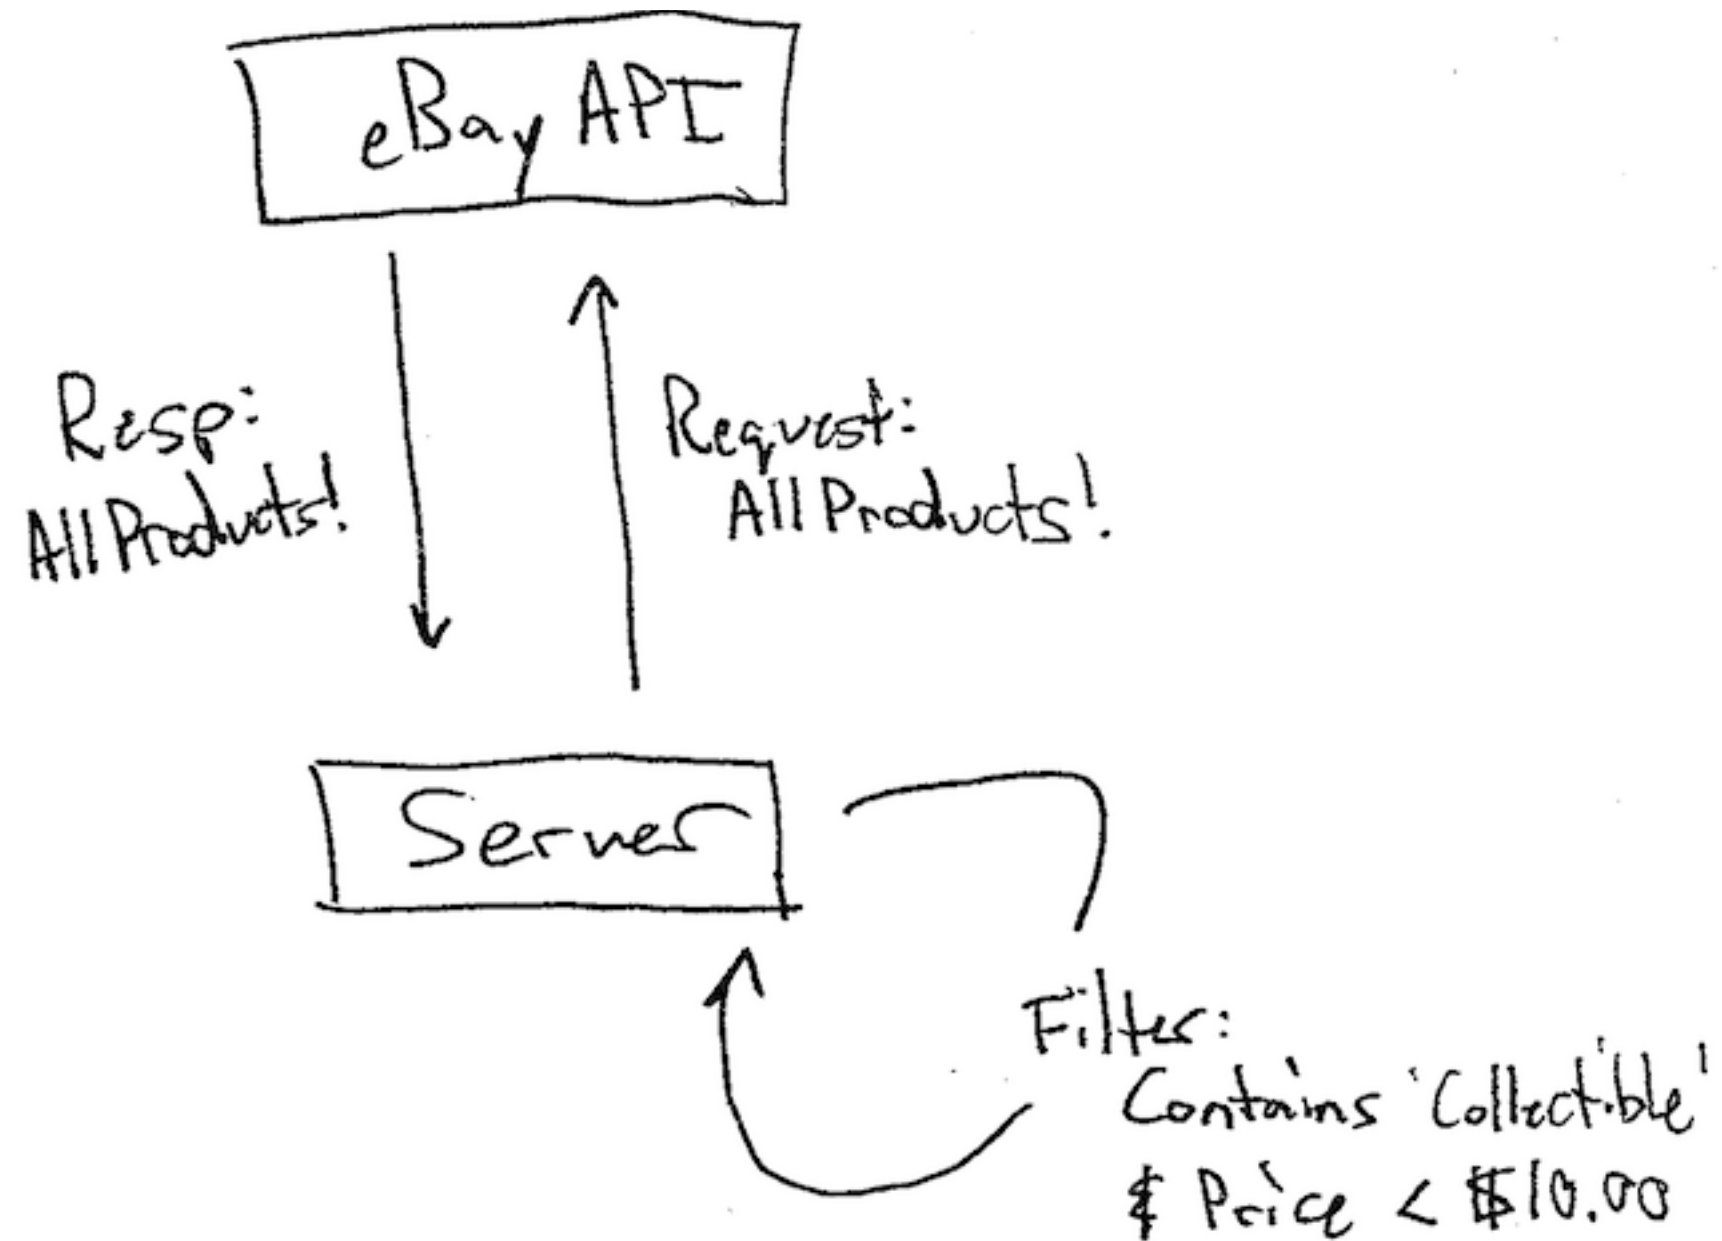 eBay API
Resp:
All Products!
Request:
All Products!
Server
Filter:
Contains 'Collectible'
& Price < $10.00